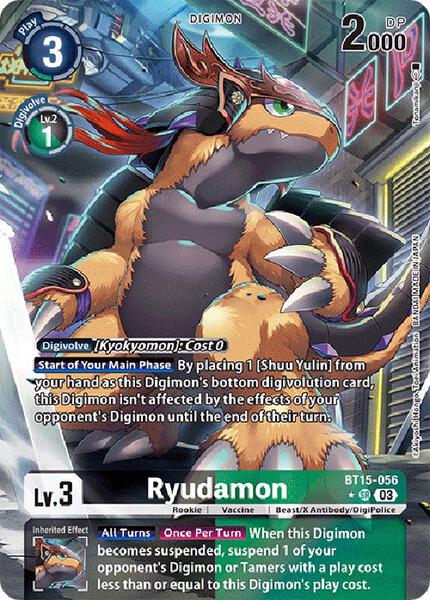 DIGIMON
Play
3
DP
2000
Digivolve
Lv.2
1
Digivolve [Kyokyomon]: Cost 0
Start of Your Main Phase By placing 1 [Shuu Yulin] from
your hand as this Digimon's bottom digivolution card,
this Digimon isn't affected by the effects of your
opponent's Digimon until the end of their turn.
BANDAI MADE IN JAPAN
©Akiyoshi Hongo, Toei Animation
Lv.3
Ryudamon
BT15-056
SR 03
Rookie | Vaccine | Beast/X Antibody/DigiPolice
Inherited Effect
All Turns Once Per Turn When this Digimon
becomes suspended, suspend 1 of your
opponent's Digimon or Tamers with a play cost
less than or equal to this Digimon's play cost.